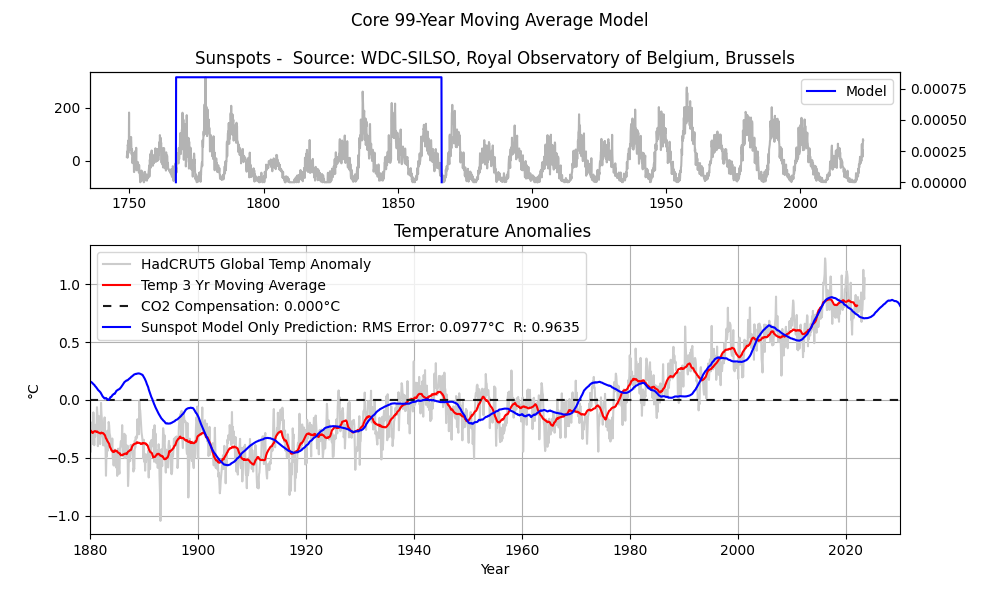 Core 99-Year Moving Average Model
Sunspots -  Source: WDC-SILSO, Royal Observatory of Belgium, Brussels
200
0
Model
0.00075
0.00050
0.00025
0.00000
1750 1800 1850 1900 1950 2000
Temperature Anomalies
HadCRUT5 Global Temp Anomaly
Temp 3 Yr Moving Average
CO2 Compensation: 0.000°C
Sunspot Model Only Prediction: RMS Error: 0.0977°C  R: 0.9635
°C
1.0
0.5
0.0
−0.5
−1.0
1880 1900 1920 1940 1960 1980 2000 2020
Year